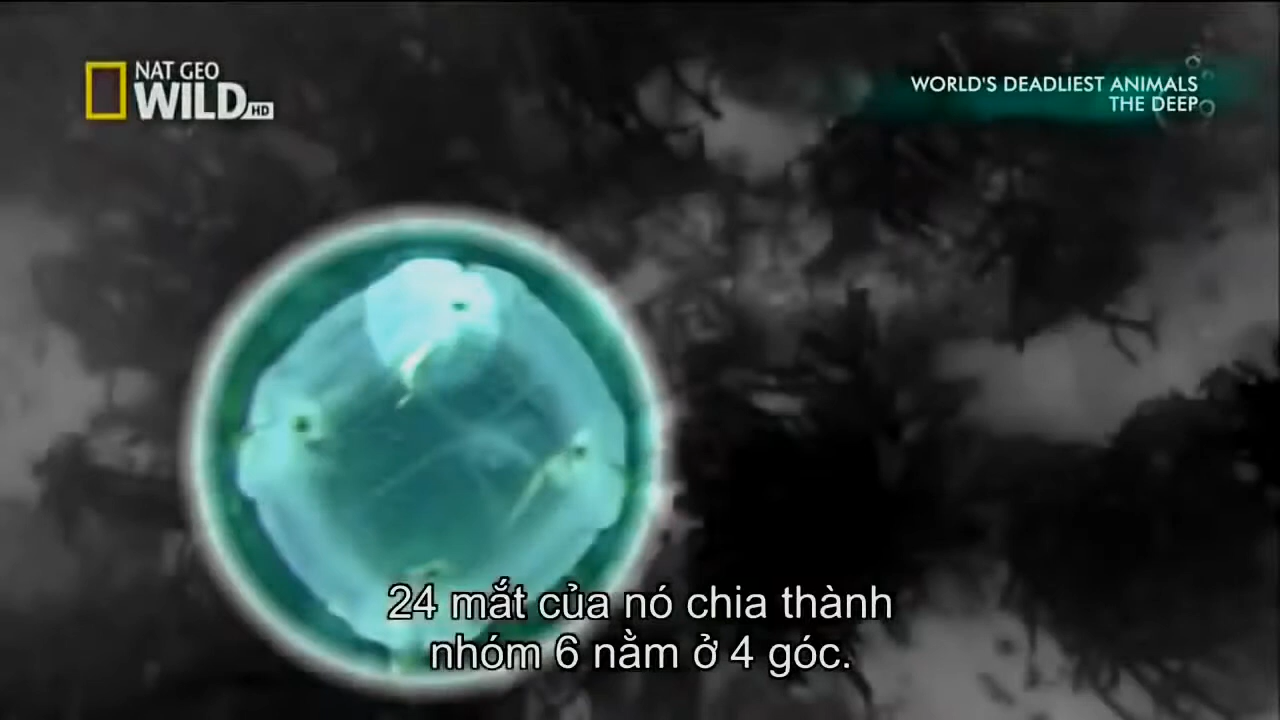 NAT GEO
WILD HD
WORLD'S DEADLIEST ANIMALS
THE DEEP
24 mắt của nó chia thành
nhóm 6 nằm ở 4 góc.